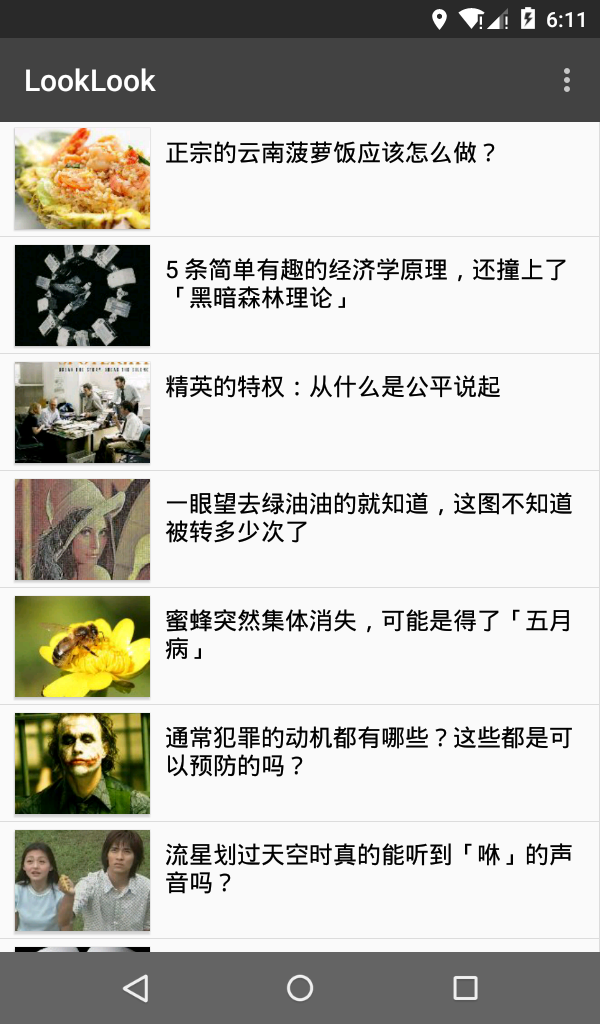 6:11
LookLook
正宗的云南菠萝饭应该怎么做？
5 条简单有趣的经济学原理，还撞上了
「黑暗森林理论」
精英的特权：从什么是公平说起
一眼望去绿油油的就知道，这图不知道
被转多少次了
蜜蜂突然集体消失，可能是得了「五月
病」
通常犯罪的动机都有哪些？这些都是可
以预防的吗？
流星划过天空时真的能听到「咻」的声
音吗？